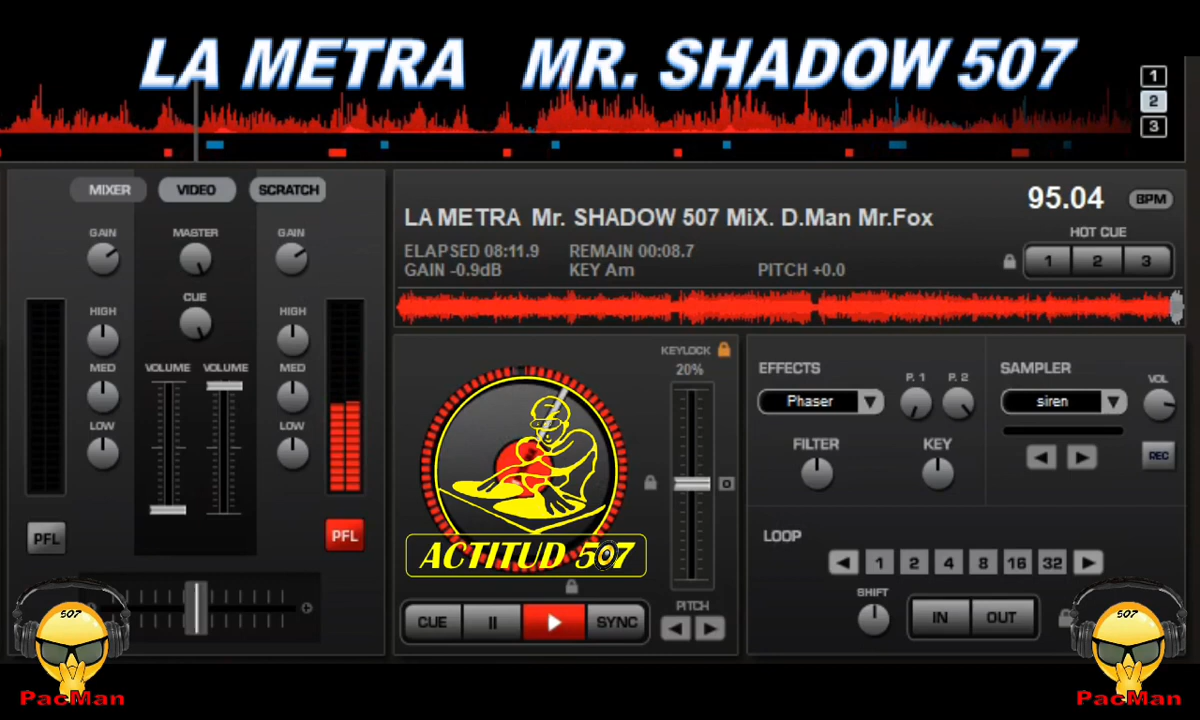 LA METRA MR. SHADOW 507
1
2
3
MIXER VIDEO SCRATCH
GAIN MASTER GAIN
CUE
HIGH HIGH
MED VOLUME VOLUME MED
LOW LOW
PFL PFL
LA METRA Mr. SHADOW 507 MiX. D.Man Mr.Fox
95.04 BPM
ELAPSED 08:11.9 REMAIN 00:08.7
GAIN -0.9dB KEY Am PITCH +0.0
HOT CUE
1 2 3
KEYLOCK
20%
ACTITUD 507
CUE SYNC
PITCH
EFFECTS
Phaser
P. 1 P. 2
FILTER KEY
SAMPLER
siren
VOL
REC
LOOP
1 2 4 8 16 32
SHIFT
IN OUT
507
PacMan
507
PacMan